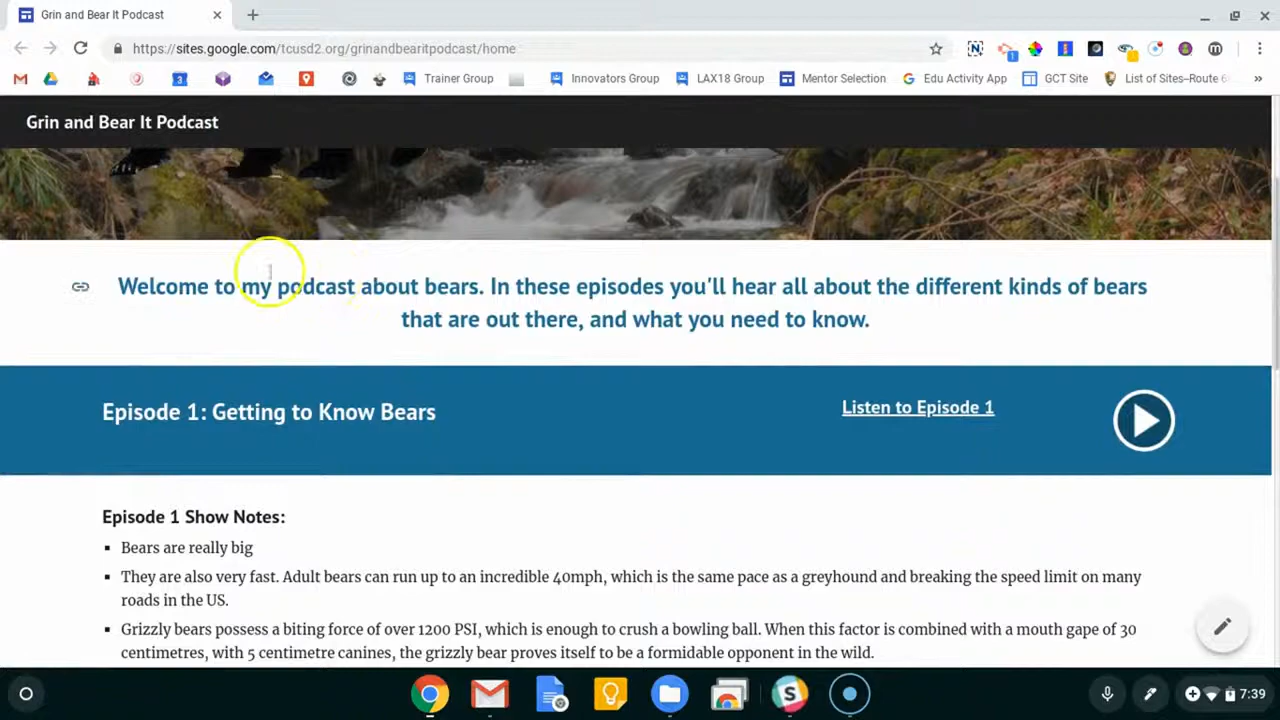 Grin and Bear It Podcast
https://sites.google.com/tcusd2.org/grinandbearitpodcast/home
1
3
Trainer Group
Innovators Group
LAX18 Group
Mentor Selection
Edu Activity App
GCT Site
List of Sites–Route
Grin and Bear It Podcast
Welcome to my podcast about bears. In these episodes you'll hear all about the different kinds of bears
that are out there, and what you need to know.
Episode 1: Getting to Know Bears
Listen to Episode 1
Episode 1 Show Notes:
▪ Bears are really big
▪ They are also very fast. Adult bears can run up to an incredible 40mph, which is the same pace as a greyhound and breaking the speed limit on many
roads in the US.
▪ Grizzly bears possess a biting force of over 1200 PSI, which is enough to crush a bowling ball. When this factor is combined with a mouth gape of 30
centimetres, with 5 centimetre canines, the grizzly bear proves itself to be a formidable opponent in the wild.
7:39